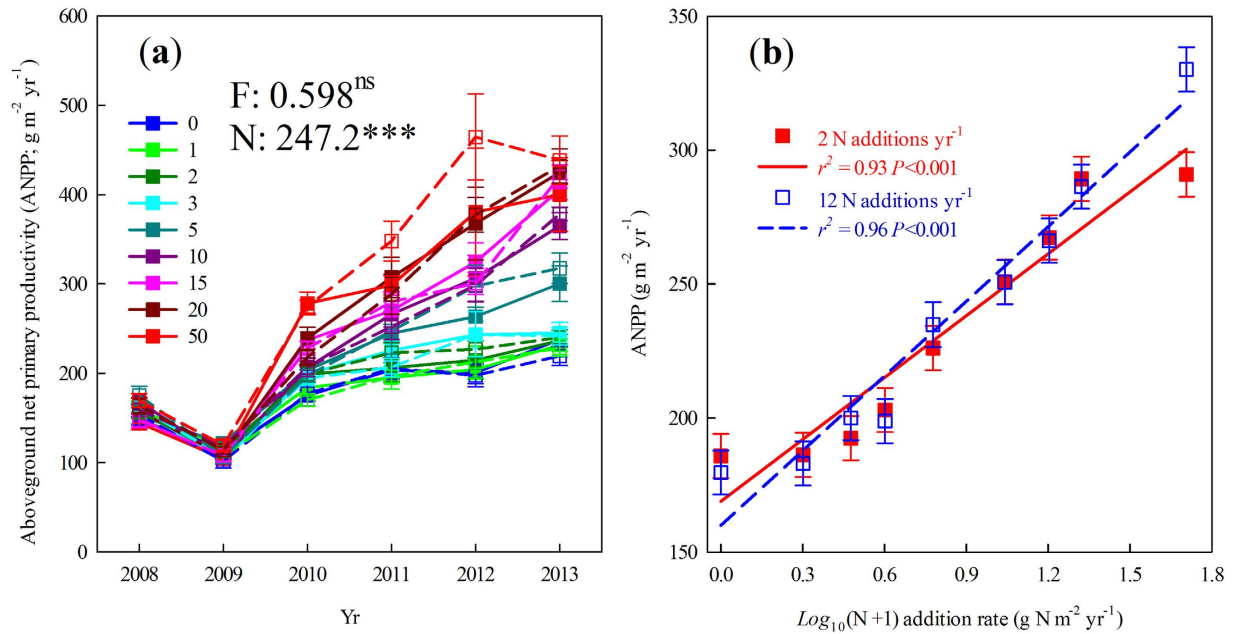 (a)
F: 0.598ns
N: 247.2***
0
1
2
3
5
10
15
20
50
600
500
400
300
200
100
0
2008 2009 2010 2011 2012 2013
Yr
Aboveground net primary productivity (ANPP; g m-2 yr-1)
(b)
2 N additions yr-1
r2 = 0.93 P<0.001
12 N additions yr-1
r2 = 0.96 P<0.001
350
300
250
200
150
0.0 0.3 0.6 0.9 1.2 1.5 1.8
Log10(N+1) addition rate (g N m-2 yr-1)
ANPP (g m-2 yr-1)